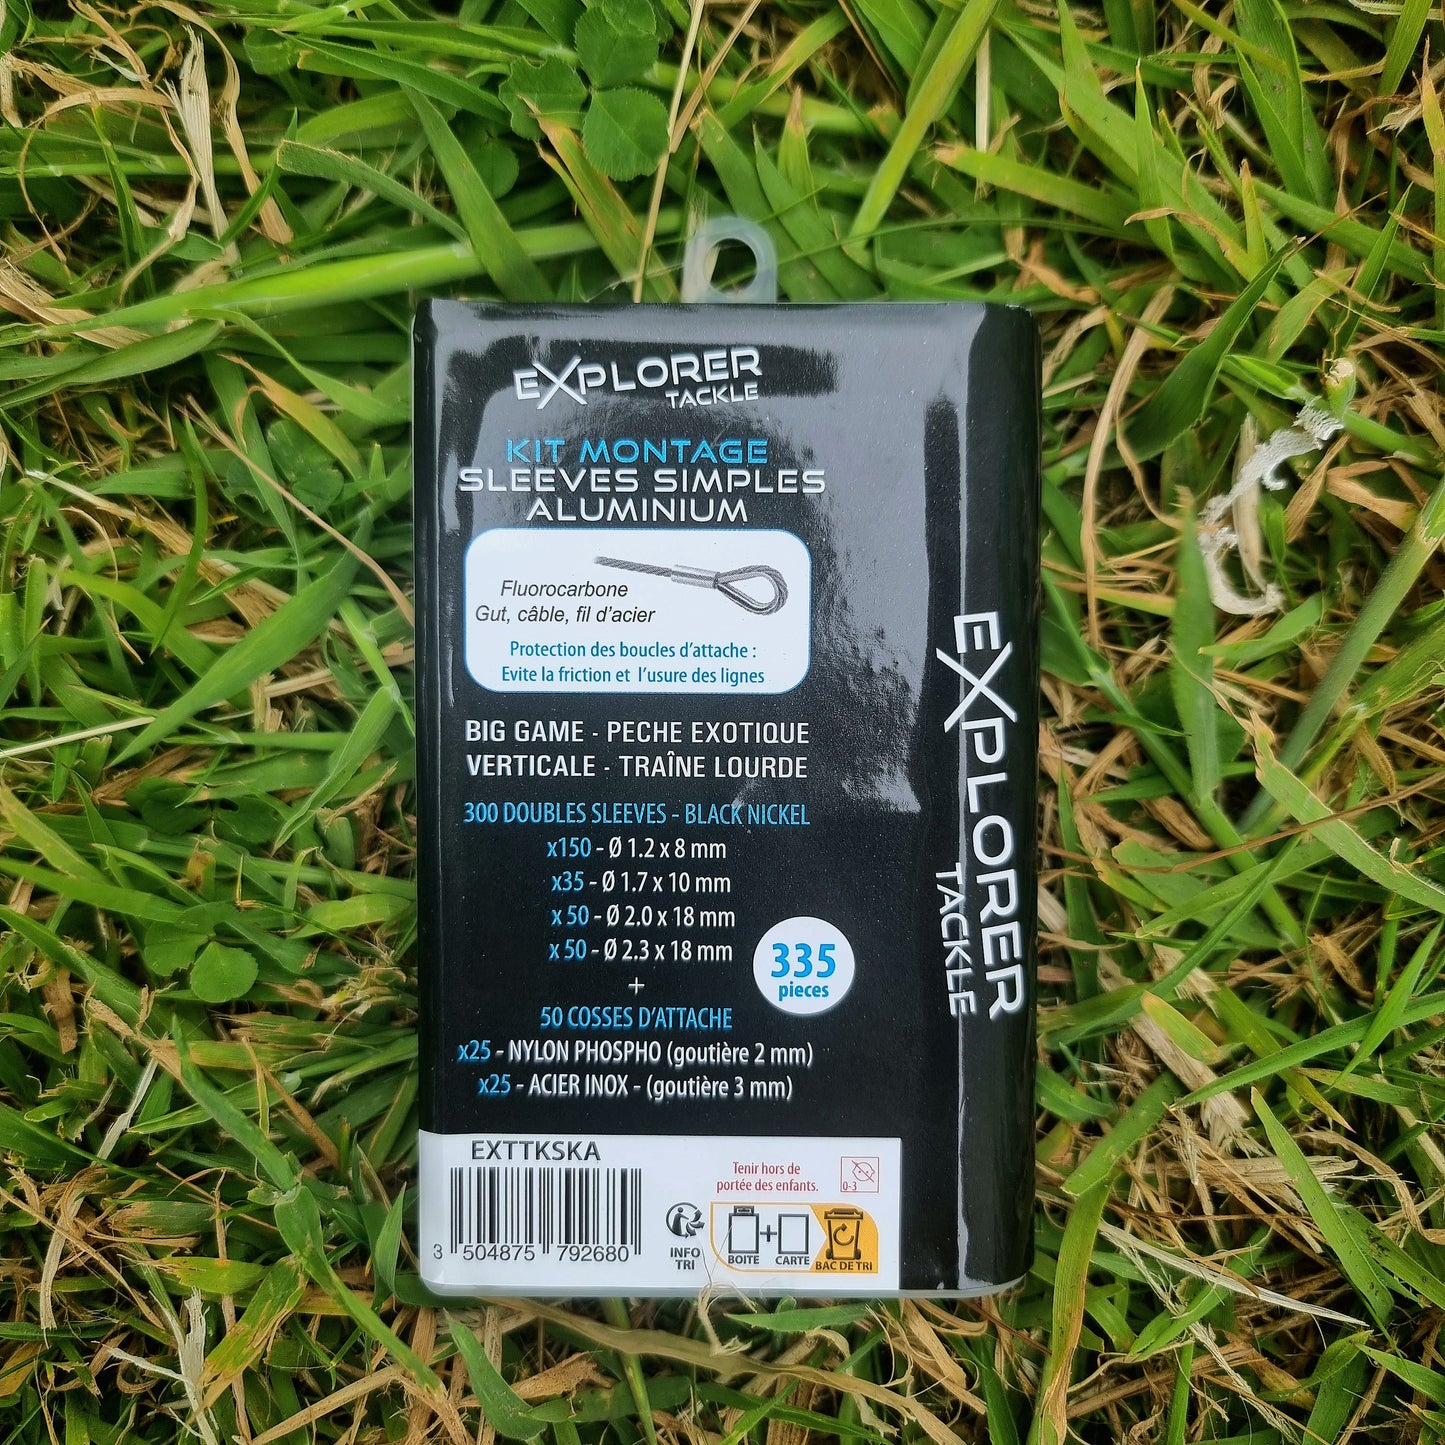 EXPLORER
TACKLE
KIT MONTAGE
SLEEVES SIMPLES
ALUMINIUM
Fluorocarbone
Gut, câble, fil d'acier
Protection des boucles d'attache :
Evite la friction et l'usure des lignes
BIG GAME - PECHE EXOTIQUE
VERTICALE - TRAÎNE LOURDE
300 DOUBLES SLEEVES - BLACK NICKEL
x150 - Ø 1.2 x 8 mm
x35 - Ø 1.7 x 10 mm
x 50 - Ø 2.0 x 18 mm
x 50 - Ø 2.3 x 18 mm
+
335
pieces
50 COSSES D'ATTACHE
x25 - NYLON PHOSPHO (goutière 2 mm)
x25 - ACIER INOX - (goutière 3 mm)
EXTTKSKA
3 504875 792680
Tenir hors de
portée des enfants.
0-3
INFO
TRI
BOITE + CARTE
BAC DE TRI
EXPLORER
TACKLE